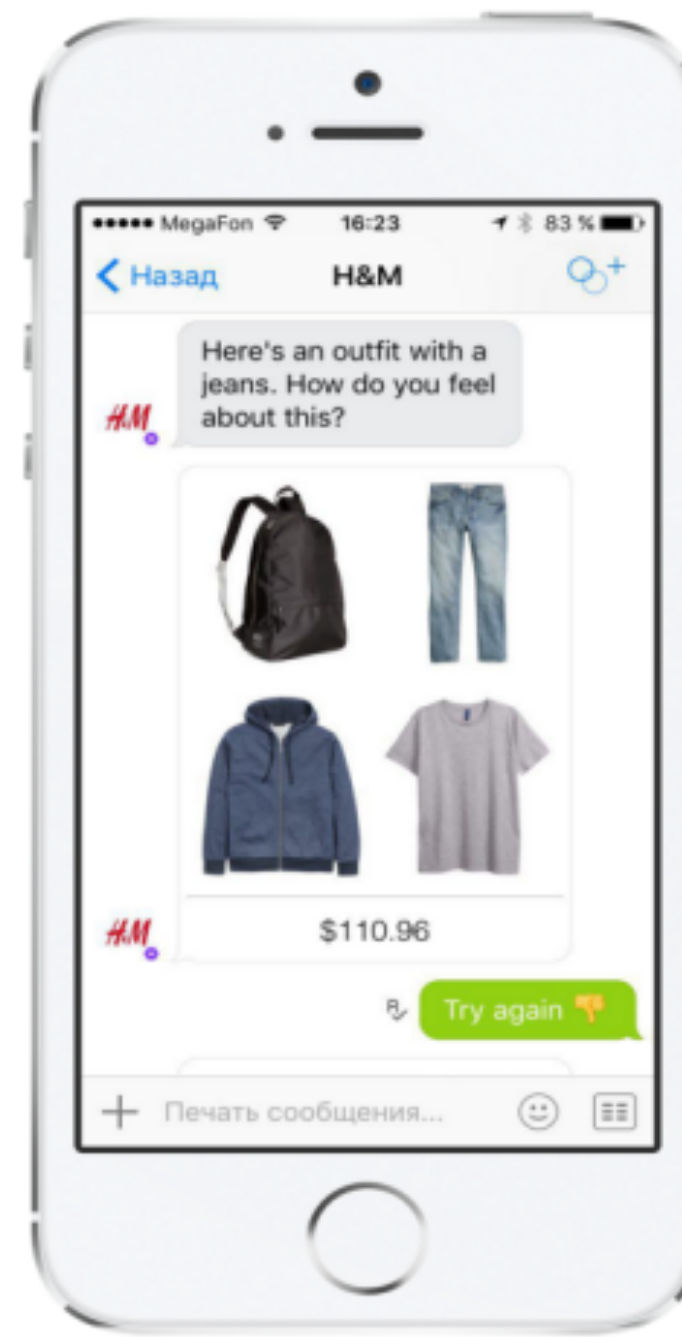 MegaFon 16:23 83 %
Назад H&M
Here's an outfit with a
jeans. How do you feel
about this?
H&M
H&M
$110.96
Try again 👎
Печать сообщения...